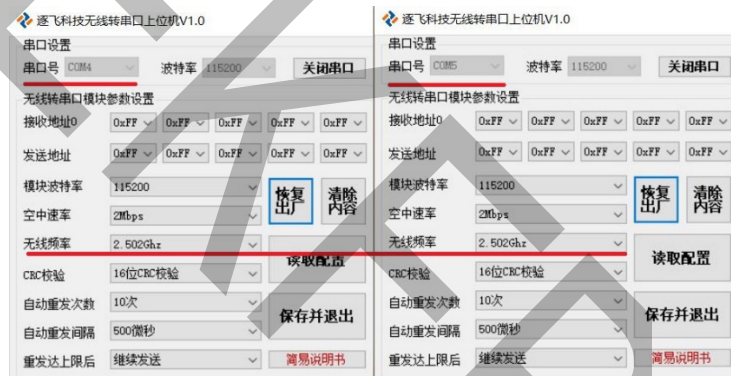 逐飞科技无线转串口上位机V1.0
串口设置
串口号 COM4 波特率 115200 关闭串口
无线转串口模块参数设置
接收地址0 0xFF 0xFF 0xFF 0xFF 0xFF
发送地址 0xFF 0xFF 0xFF 0xFF 0xFF
模块波特率 115200
恢复出厂 清除内容
空中速率 2Mbps
无线频率 2.502Ghz
读取配置
CRC校验 16位CRC校验
自动重发次数 10次
保存并退出
自动重发间隔 500微秒
重发达上限后 继续发送 简易说明书
逐飞科技无线转串口上位机V1.0
串口设置
串口号 COM5 波特率 115200 关闭串口
无线转串口模块参数设置
接收地址0 0xFF 0xFF 0xFF 0xFF 0xFF
发送地址 0xFF 0xFF 0xFF 0xFF 0xFF
模块波特率 115200
恢复出厂 清除内容
空中速率 2Mbps
无线频率 2.502Ghz
读取配置
CRC校验 16位CRC校验
自动重发次数 10次
保存并退出
自动重发间隔 500微秒
重发达上限后 继续发送 简易说明书